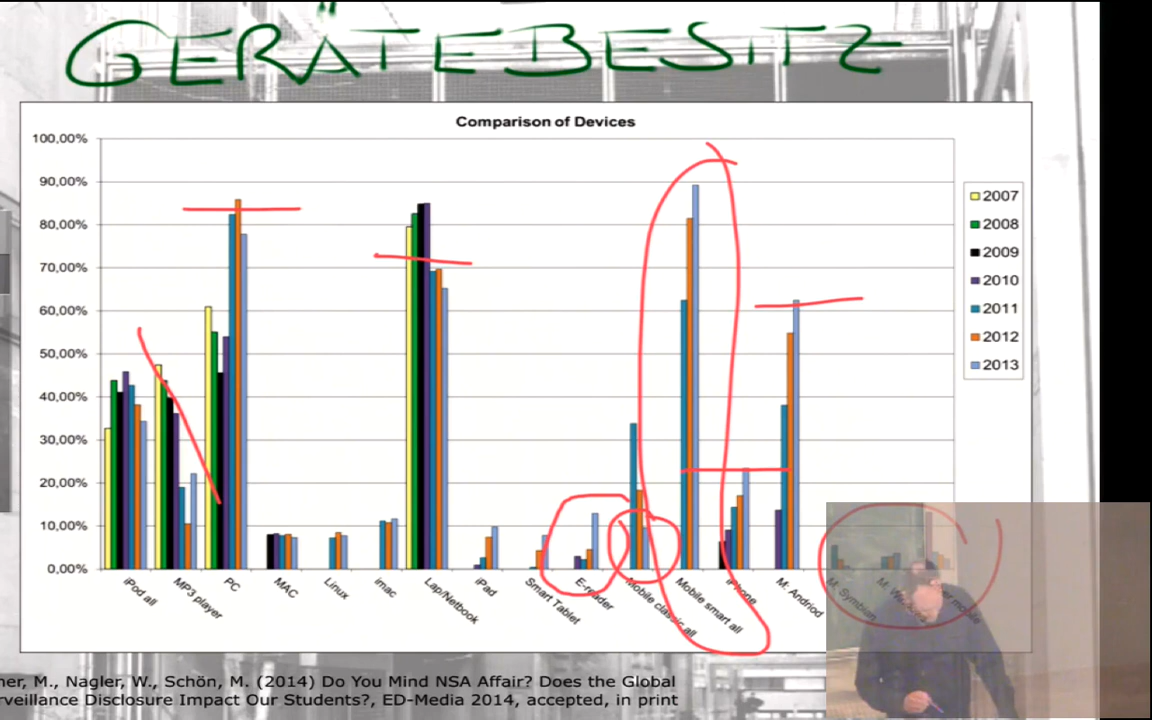 GERÄTEBESITZ
Comparison of Devices
100,00%
90,00%
80,00%
70,00%
60,00%
50,00%
40,00%
30,00%
20,00%
10,00%
0,00%
2007
2008
2009
2010
2011
2012
2013
iPod all
MP3 player
PC
MAC
Linux
imac
Lap/Netbook
iPad
Smart Tablet
E-reader
Mobile classic all
Mobile smart all
iPhone
M: Andriod
M: Symbian
mobile
M., Nagler, W., Schön, M. (2014) Do You Mind NSA Affair? Does the Global
Disclosure Impact Our Students?, ED-Media 2014, accepted, in print